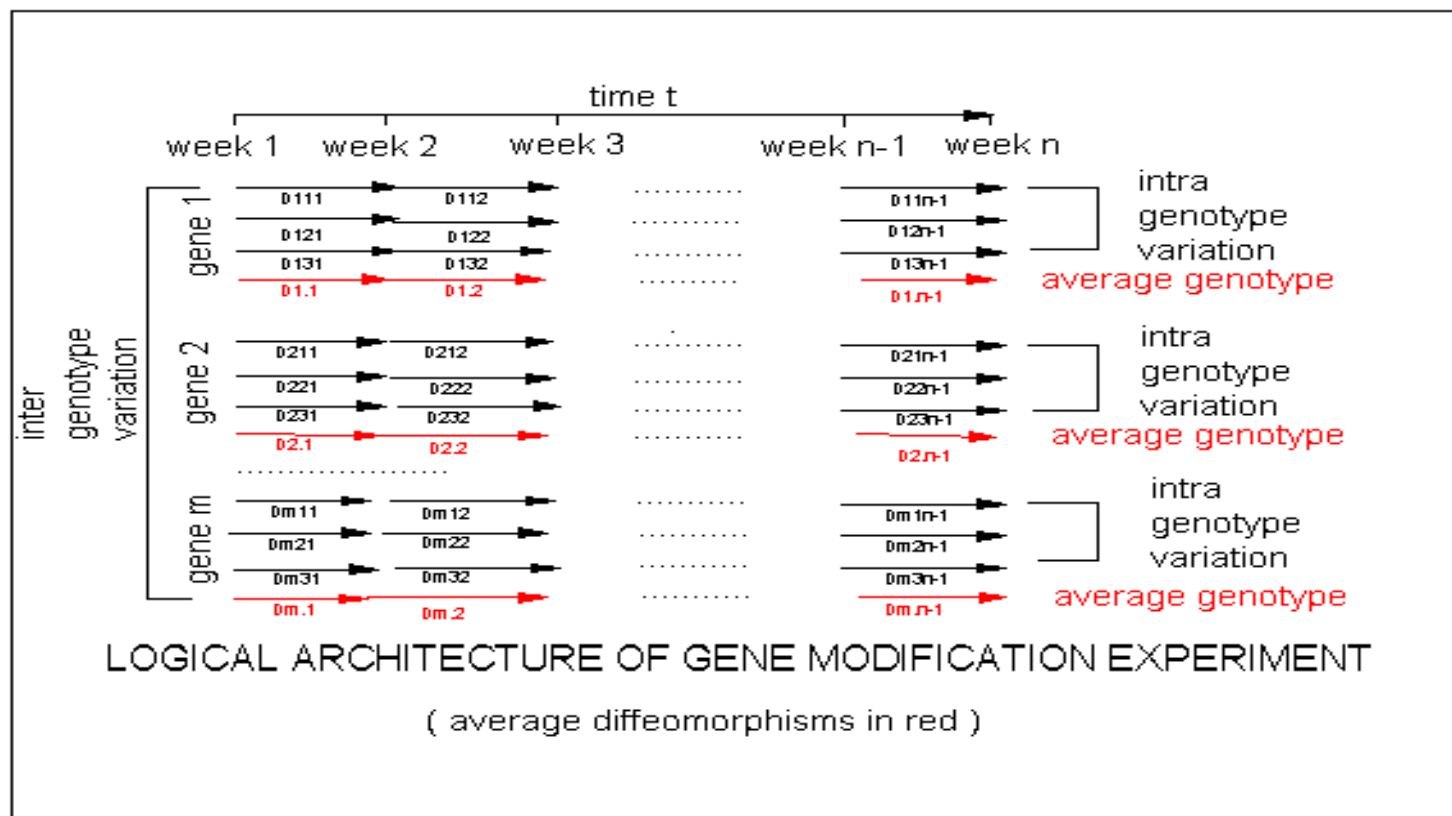 time t
week 1 week 2 week 3 week n-1 week n
inter
genotype
variation
gene 1
D111 D112 ......... D11n-1
D121 D122 ......... D12n-1
D131 D132 ......... D13n-1
D1.1 D1.2 ......... D1.n-1
intra
genotype
variation
average genotype
gene 2
D211 D212 ......... D21n-1
D221 D222 ......... D22n-1
D231 D232 ......... D23n-1
D2.1 D2.2 ......... D2.n-1
intra
genotype
variation
average genotype
..................
gene m
Dm11 Dm12 ......... Dm1n-1
Dm21 Dm22 ......... Dm2n-1
Dm31 Dm32 ......... Dm3n-1
Dm.1 Dm.2 ......... Dm.n-1
intra
genotype
variation
average genotype
LOGICAL ARCHITECTURE OF GENE MODIFICATION EXPERIMENT
( average diffeomorphisms in red )